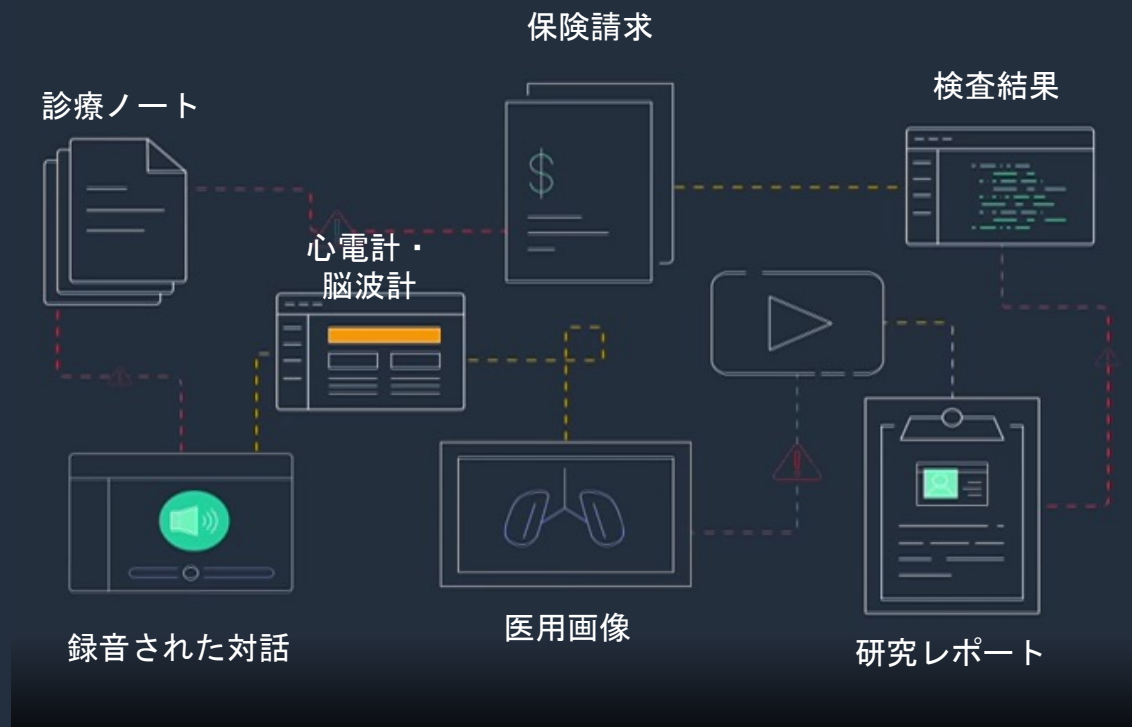 保険請求
診療ノート
検査結果
心電計・
脳波計
$
録音された対話
医用画像
研究レポート